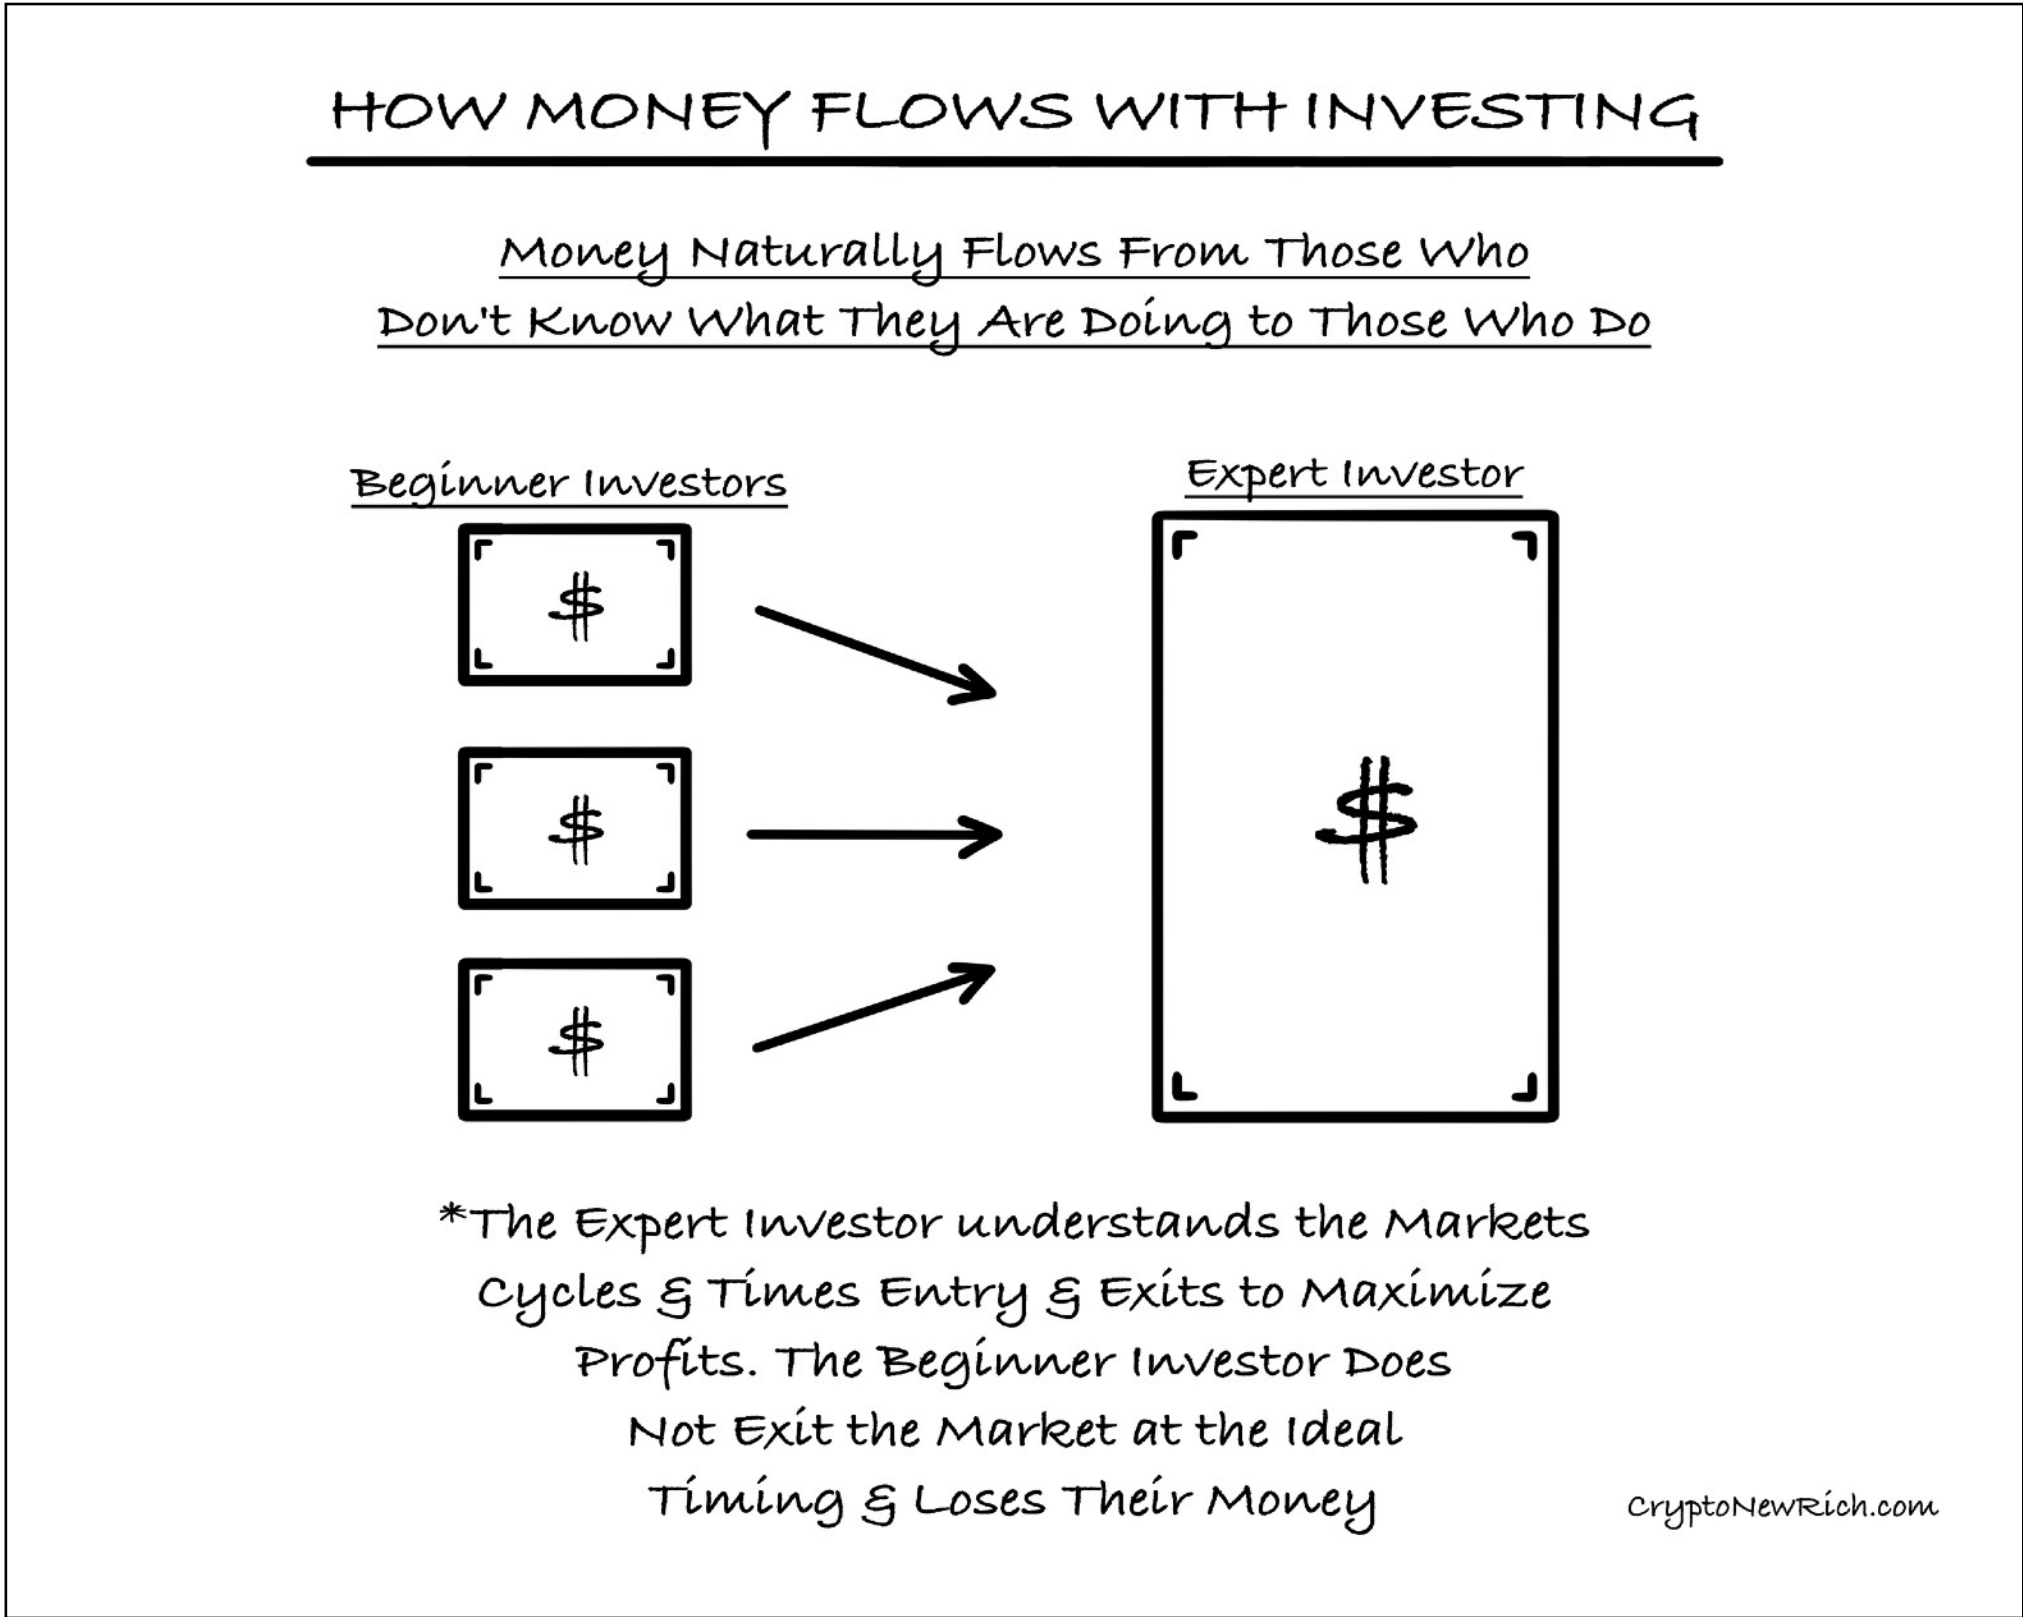 HOW MONEY FLOWS WITH INVESTING
Money Naturally Flows From Those Who
Don't Know What They Are Doing to Those Who Do
Beginner Investors
Expert Investor
$
$
$
$
*The Expert Investor understands the Markets
Cycles & Times Entry & Exits to Maximize
Profits. The Beginner Investor Does
Not Exit the Market at the Ideal
Timing & Loses Their Money
CryptoNewRich.com